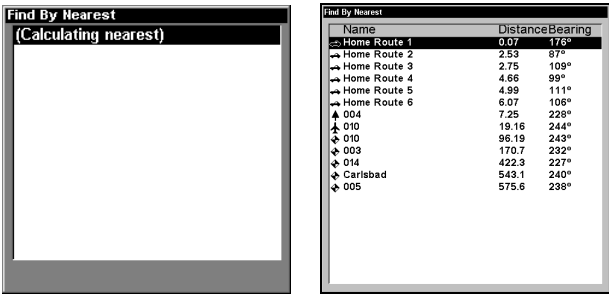 Find By Nearest
(Calculating nearest)
Find By Nearest
Name Distance Bearing
Home Route 1 0.07 176°
Home Route 2 2.53 87°
Home Route 3 2.75 109°
Home Route 4 4.66 99°
Home Route 5 4.99 111°
Home Route 6 6.07 106°
004 7.25 228°
010 19.16 244°
010 96.19 243°
003 170.7 232°
014 422.3 227°
Carlsbad 543.1 240°
005 575.6 238°